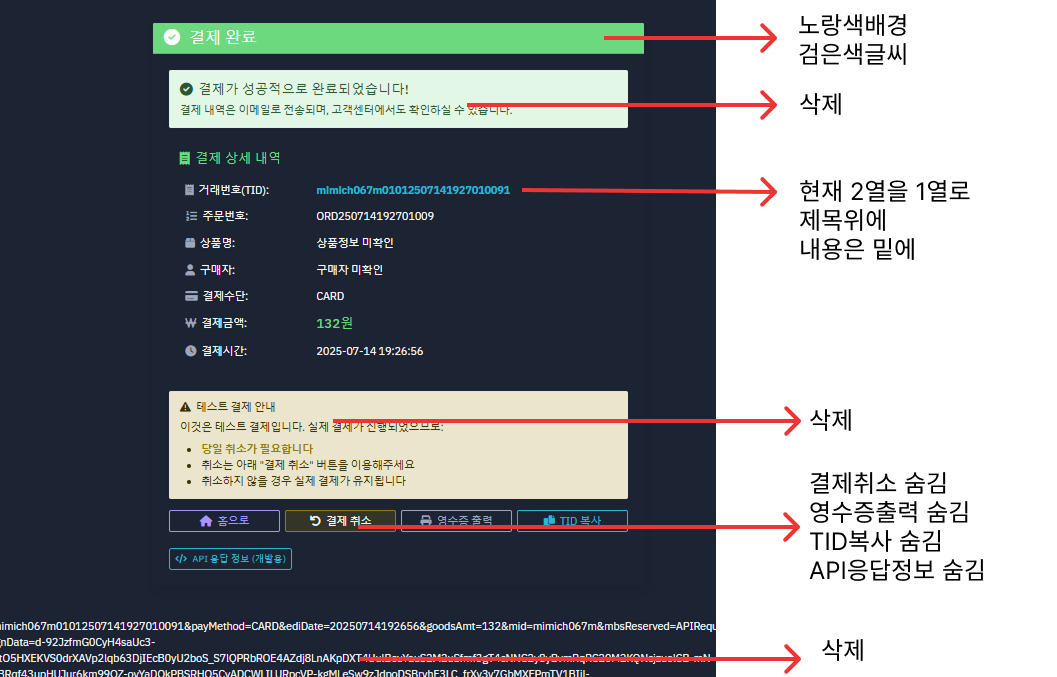 결제 완료
노랑색배경
검은색글씨
결제가 성공적으로 완료되었습니다!
결제 내역은 이메일로 전송되며, 고객센터에서도 확인하실 수 있습니다.
삭제
결제 상세 내역
거래번호(TID): mimich067m01012507141927010091
현재 2열을 1열로
제목위에
내용은 밑에
주문번호: ORD250714192701009
상품명: 상품정보 미확인
구매자: 구매자 미확인
결제수단: CARD
결제금액: 132원
결제시간: 2025-07-14 19:26:56
테스트 결제 안내
이것은 테스트 결제입니다. 실제 결제가 진행되었으므로:
삭제
당일 취소가 필요합니다
취소는 아래 "결제 취소" 버튼을 이용해주세요
취소하지 않을 경우 실제 결제가 유지됩니다
결제취소 숨김
영수증출력 숨김
TID복사 숨김
API응답정보 숨김
홈으로 결제 취소 영수증 출력 TID 복사
API 응답 정보 (개발용)
mimich067m01012507141927010091&payMethod=CARD&ediDate=20250714192656&goodsAmt=132&mid=mimich067m&mbsReserved=APIRequ
gnData=d-92JzfmG0CyH4saUc3-
삭제